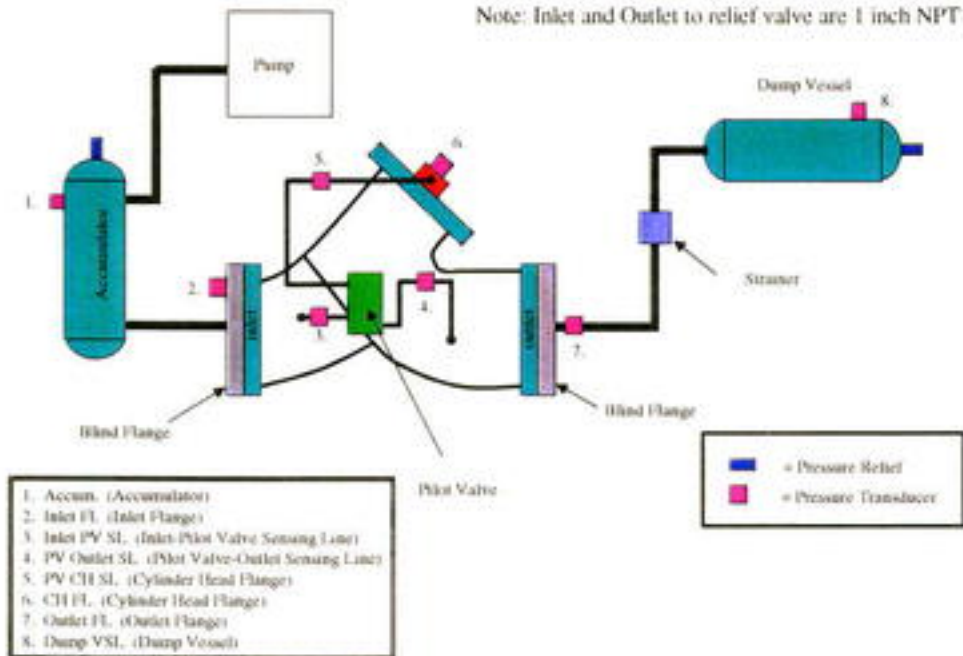 Note: Inlet and Outlet to relief valve are 1 inch NPT
Pump
Dump Vessel
8.
6.
5.
1.
Accumulator
2.
Strainer
4.
inlet
outlet
3.
7.
Blind Flange
Blind Flange
Pilot Valve
= Pressure Relief
= Pressure Transducer
1. Accum. (Accumulator)
2. Inlet FL (Inlet Flange)
3. Inlet PV SL (Inlet-Pilot Valve Sensing Line)
4. PV Outlet SL (Pilot Valve-Outlet Sensing Line)
5. PV CH SL (Cylinder Head Flange)
6. CH FL (Cylinder Head Flange)
7. Outlet FL (Outlet Flange)
8. Dump VSL (Dump Vessel)